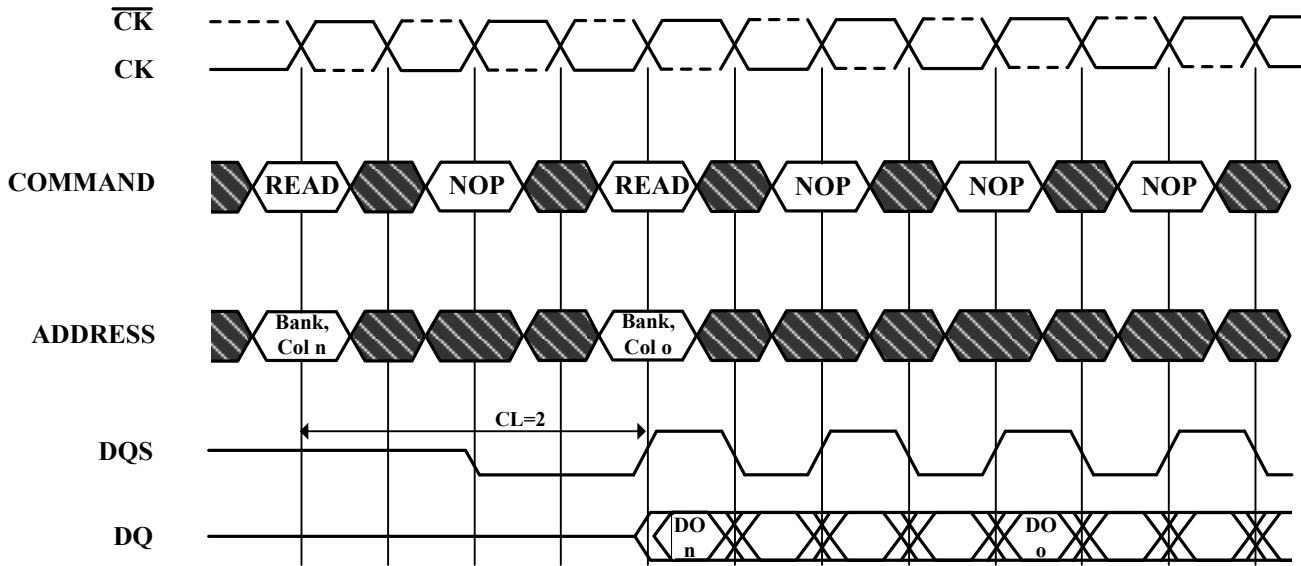 CK
CK
COMMAND
READ
NOP
READ
NOP
NOP
NOP
ADDRESS
Bank,
Col n
Bank,
Col o
CL=2
DQS
DQ
DO
n
DO
o